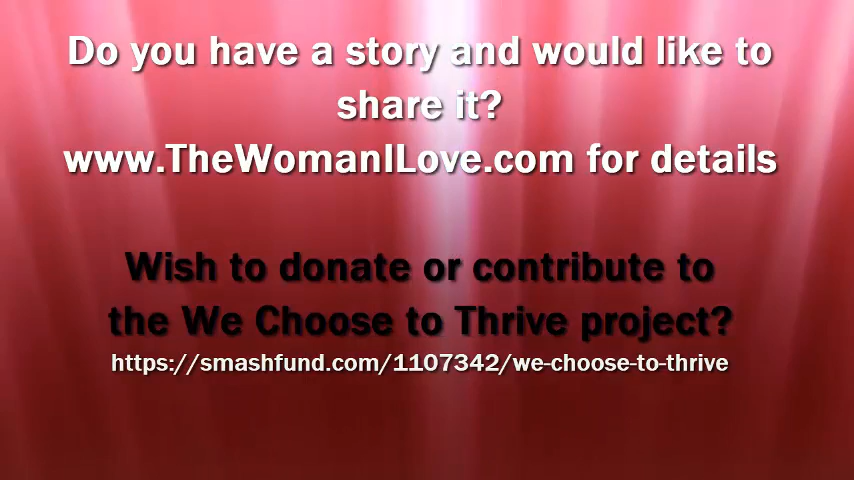 Do you have a story and would like to
share it?
www.TheWomanILove.com for details
Wish to donate or contribute to
the We Choose to Thrive project?
https://smashfund.com/1107342/we-choose-to-thrive